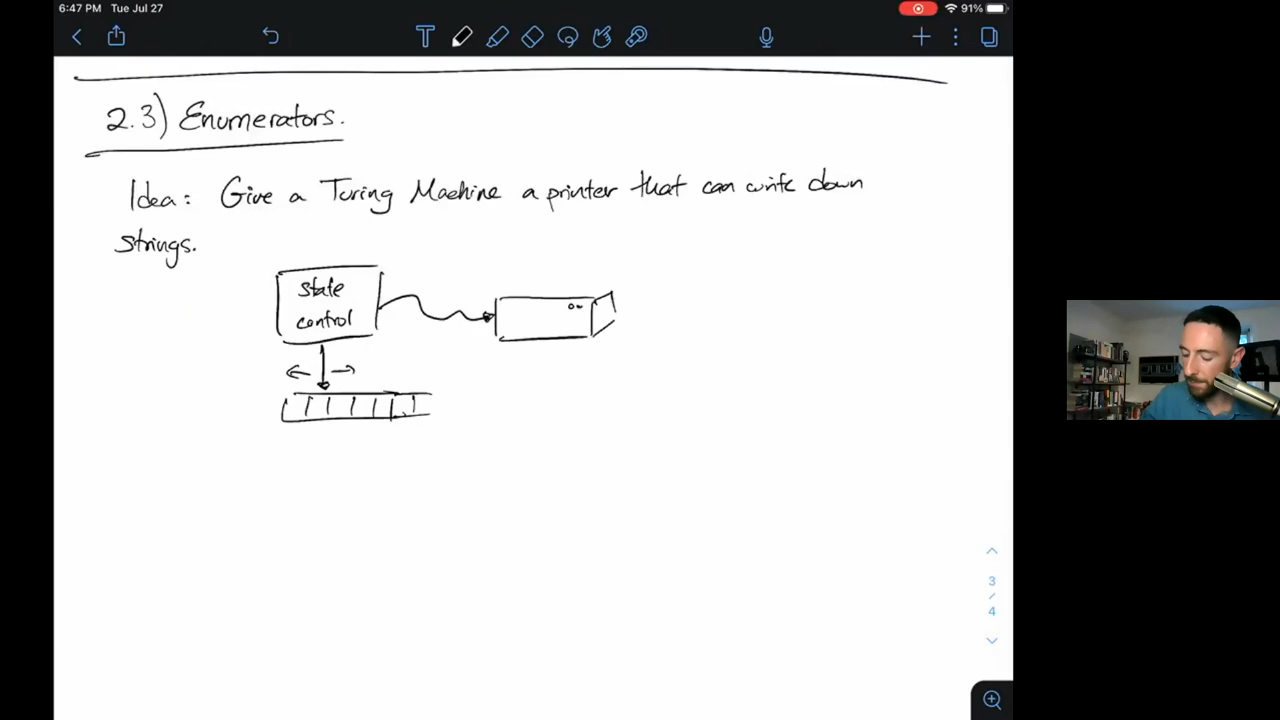 6:47 PM Tue Jul 27
91%
2.3) Enumerators.
Idea: Give a Turing Machine a printer that can write down
strings.
state
control
3
/
4